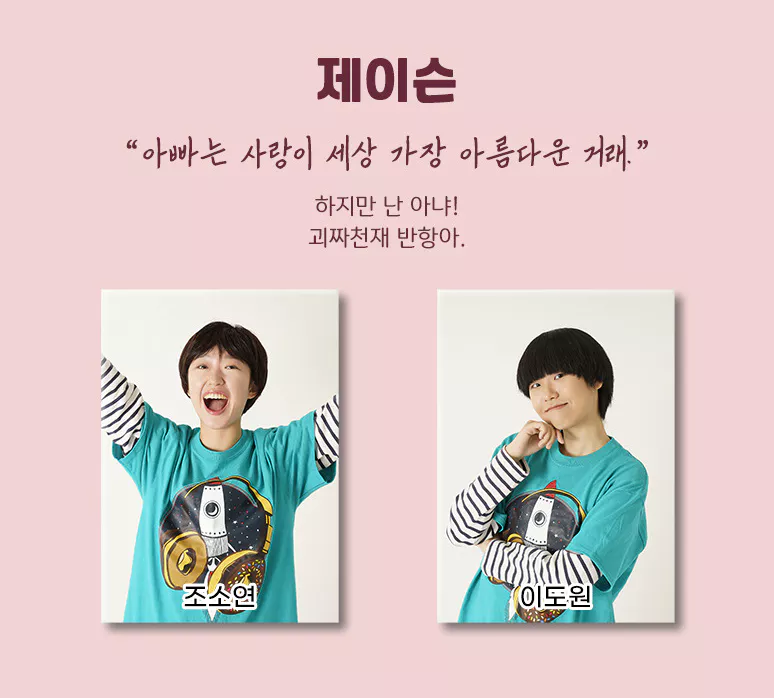 제이슨
“아빠는 사랑이 세상 가장 아름다운 거래.”
하지만 난 아냐!
괴짜천재 반항아.
조소연
이도원